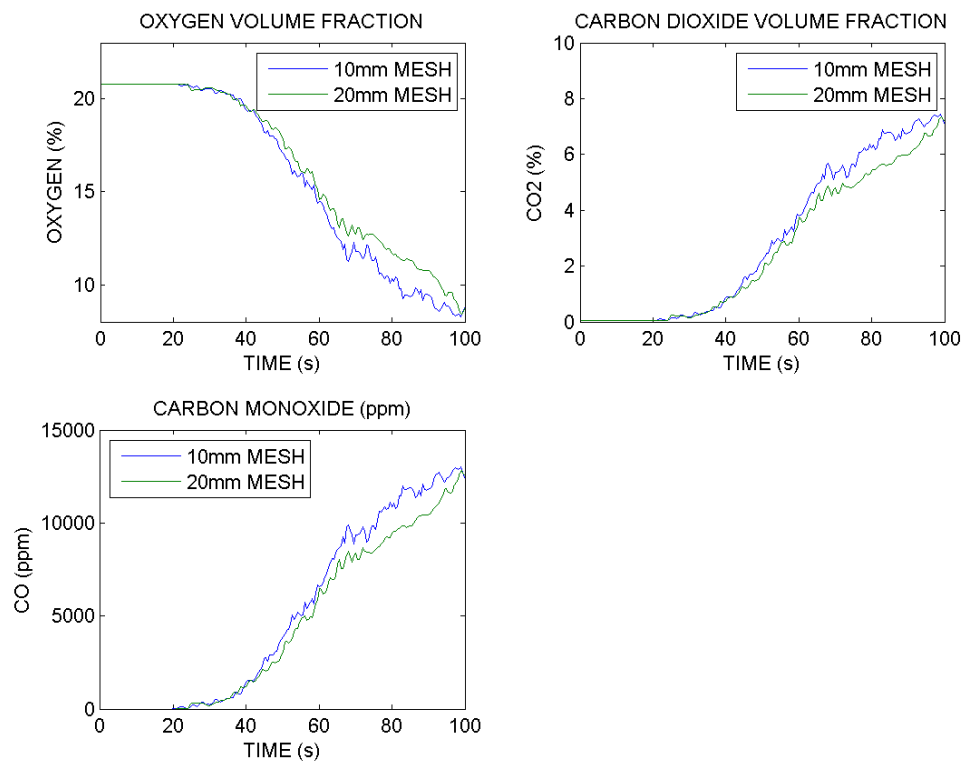 OXYGEN VOLUME FRACTION
10mm MESH
20mm MESH
OXYGEN (%)
20
15
10
0 20 40 60 80 100
TIME (s)
CARBON DIOXIDE VOLUME FRACTION
10mm MESH
20mm MESH
CO2 (%)
10
8
6
4
2
0
0 20 40 60 80 100
TIME (s)
CARBON MONOXIDE (ppm)
10mm MESH
20mm MESH
CO (ppm)
15000
10000
5000
0
0 20 40 60 80 100
TIME (s)